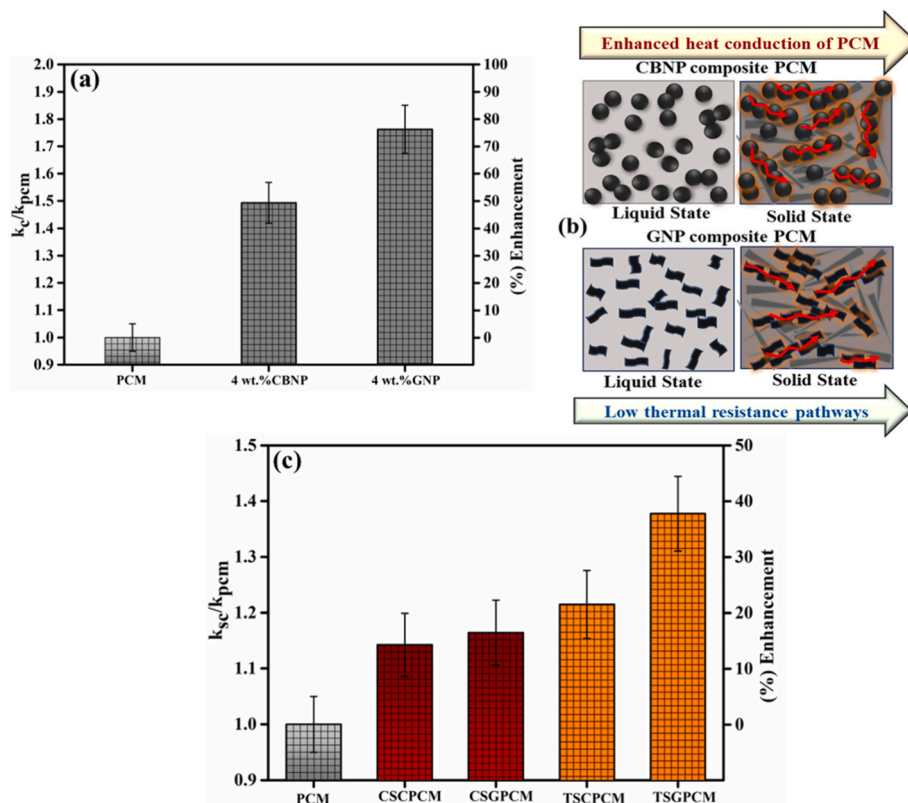 (a)
k_c/k_pcm
2.0
1.9
1.8
1.7
1.6
1.5
1.4
1.3
1.2
1.1
1.0
0.9
100
90
80
70
60
50
40
30
20
10
0
(%) Enhancement
PCM
4 wt.%CBNP
4 wt.%GNP
Enhanced heat conduction of PCM
CBNP composite PCM
Liquid State
Solid State
(b)
GNP composite PCM
Liquid State
Solid State
Low thermal resistance pathways
(c)
k_sc/k_pcm
1.5
1.4
1.3
1.2
1.1
1.0
0.9
50
40
30
20
10
0
(%) Enhancement
PCM
CSCPCM
CSGPCM
TSCPCM
TSGPCM